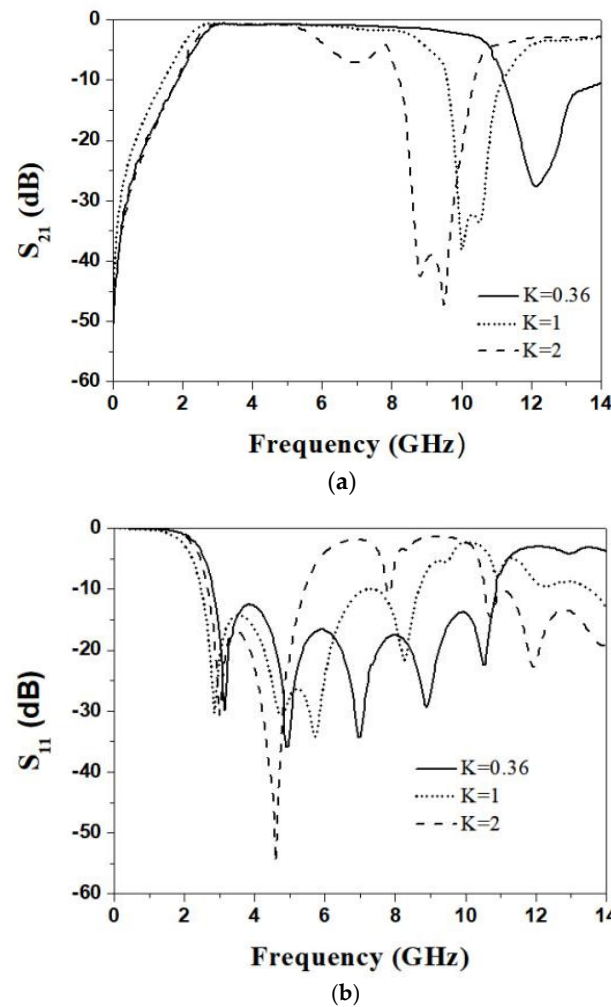 0
-10
-20
-30
-40
-50
-60
S21 (dB)
K=0.36
K=1
K=2
0 2 4 6 8 10 12 14
Frequency (GHz)
(a)
0
-10
-20
-30
-40
-50
-60
S11 (dB)
K=0.36
K=1
K=2
0 2 4 6 8 10 12 14
Frequency (GHz)
(b)